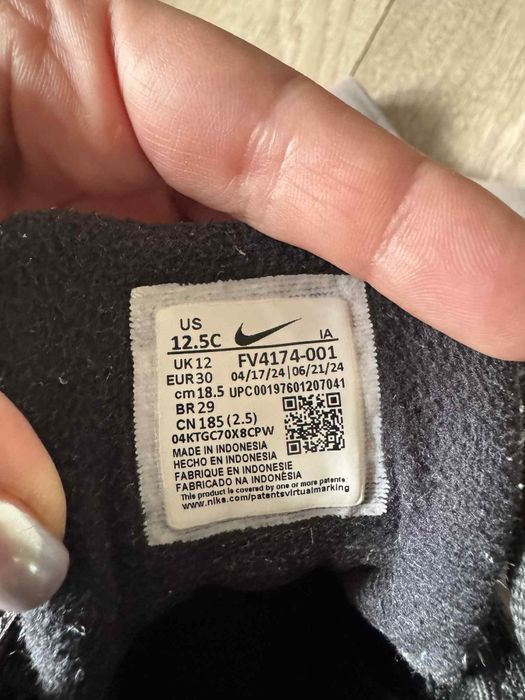 US
12.5C
IA
UK 12
FV4174-001
EUR 30
04/17/24 | 06/21/24
cm 18.5
UPC00197601207041
BR 29
CN 185 (2.5)
04KTGC70X8CPW
MADE IN INDONESIA
HECHO EN INDONESIA
FABRIQUE EN INDONESIE
FABRICADO NA INDONÉSIA
This product is covered by one or more patents
www.nike.com/patentsvirtualmarking